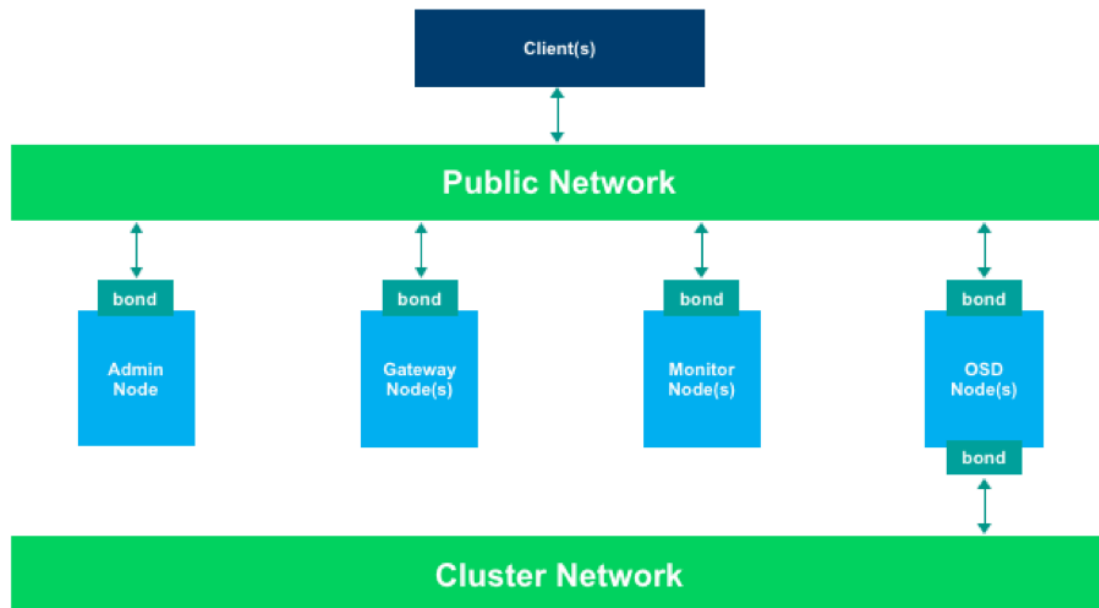 Client(s)
Public Network
bond
bond
bond
bond
Admin
Node
Gateway
Node(s)
Monitor
Node(s)
OSD
Node(s)
bond
Cluster Network